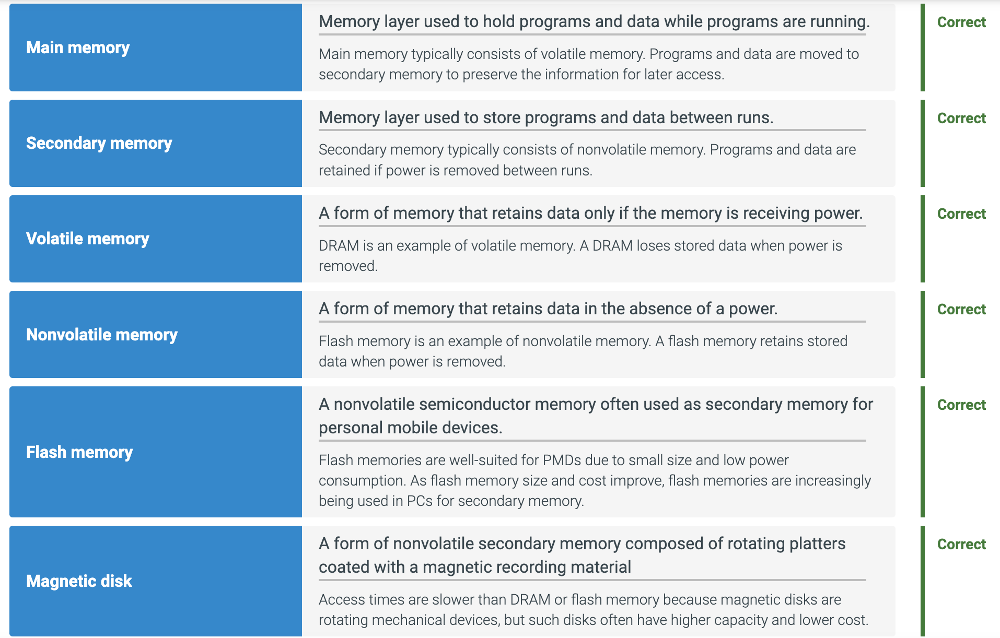 Main memory
Memory layer used to hold programs and data while programs are running.
Main memory typically consists of volatile memory. Programs and data are moved to
secondary memory to preserve the information for later access.
Correct
Secondary memory
Memory layer used to store programs and data between runs.
Secondary memory typically consists of nonvolatile memory. Programs and data are
retained if power is removed between runs.
Correct
Volatile memory
A form of memory that retains data only if the memory is receiving power.
DRAM is an example of volatile memory. A DRAM loses stored data when power is
removed.
Correct
Nonvolatile memory
A form of memory that retains data in the absence of a power.
Flash memory is an example of nonvolatile memory. A flash memory retains stored
data when power is removed.
Correct
Flash memory
A nonvolatile semiconductor memory often used as secondary memory for
personal mobile devices.
Flash memories are well-suited for PMDs due to small size and low power
consumption. As flash memory size and cost improve, flash memories are increasingly
being used in PCs for secondary memory.
Correct
Magnetic disk
A form of nonvolatile secondary memory composed of rotating platters
coated with a magnetic recording material
Access times are slower than DRAM or flash memory because magnetic disks are
rotating mechanical devices, but such disks often have higher capacity and lower cost.
Correct